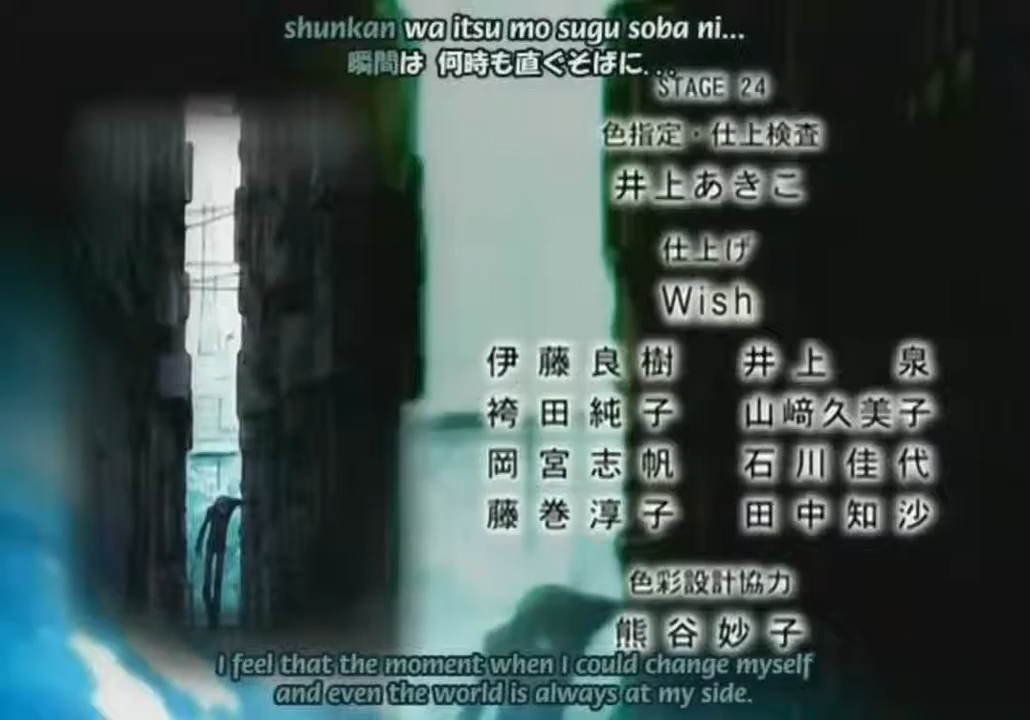 shunkan wa itsu mo sugu soba ni...
瞬間は 何時も直ぐそばに...
STAGE 24
色指定・仕上検査
井上あきこ
仕上げ
Wish
伊藤良樹 井上 泉
袴田純子 山﨑久美子
岡宮志帆 石川佳代
藤巻淳子 田中知沙
色彩設計協力
熊谷妙子
I feel that the moment when I could change myself
and even the world is always at my side.